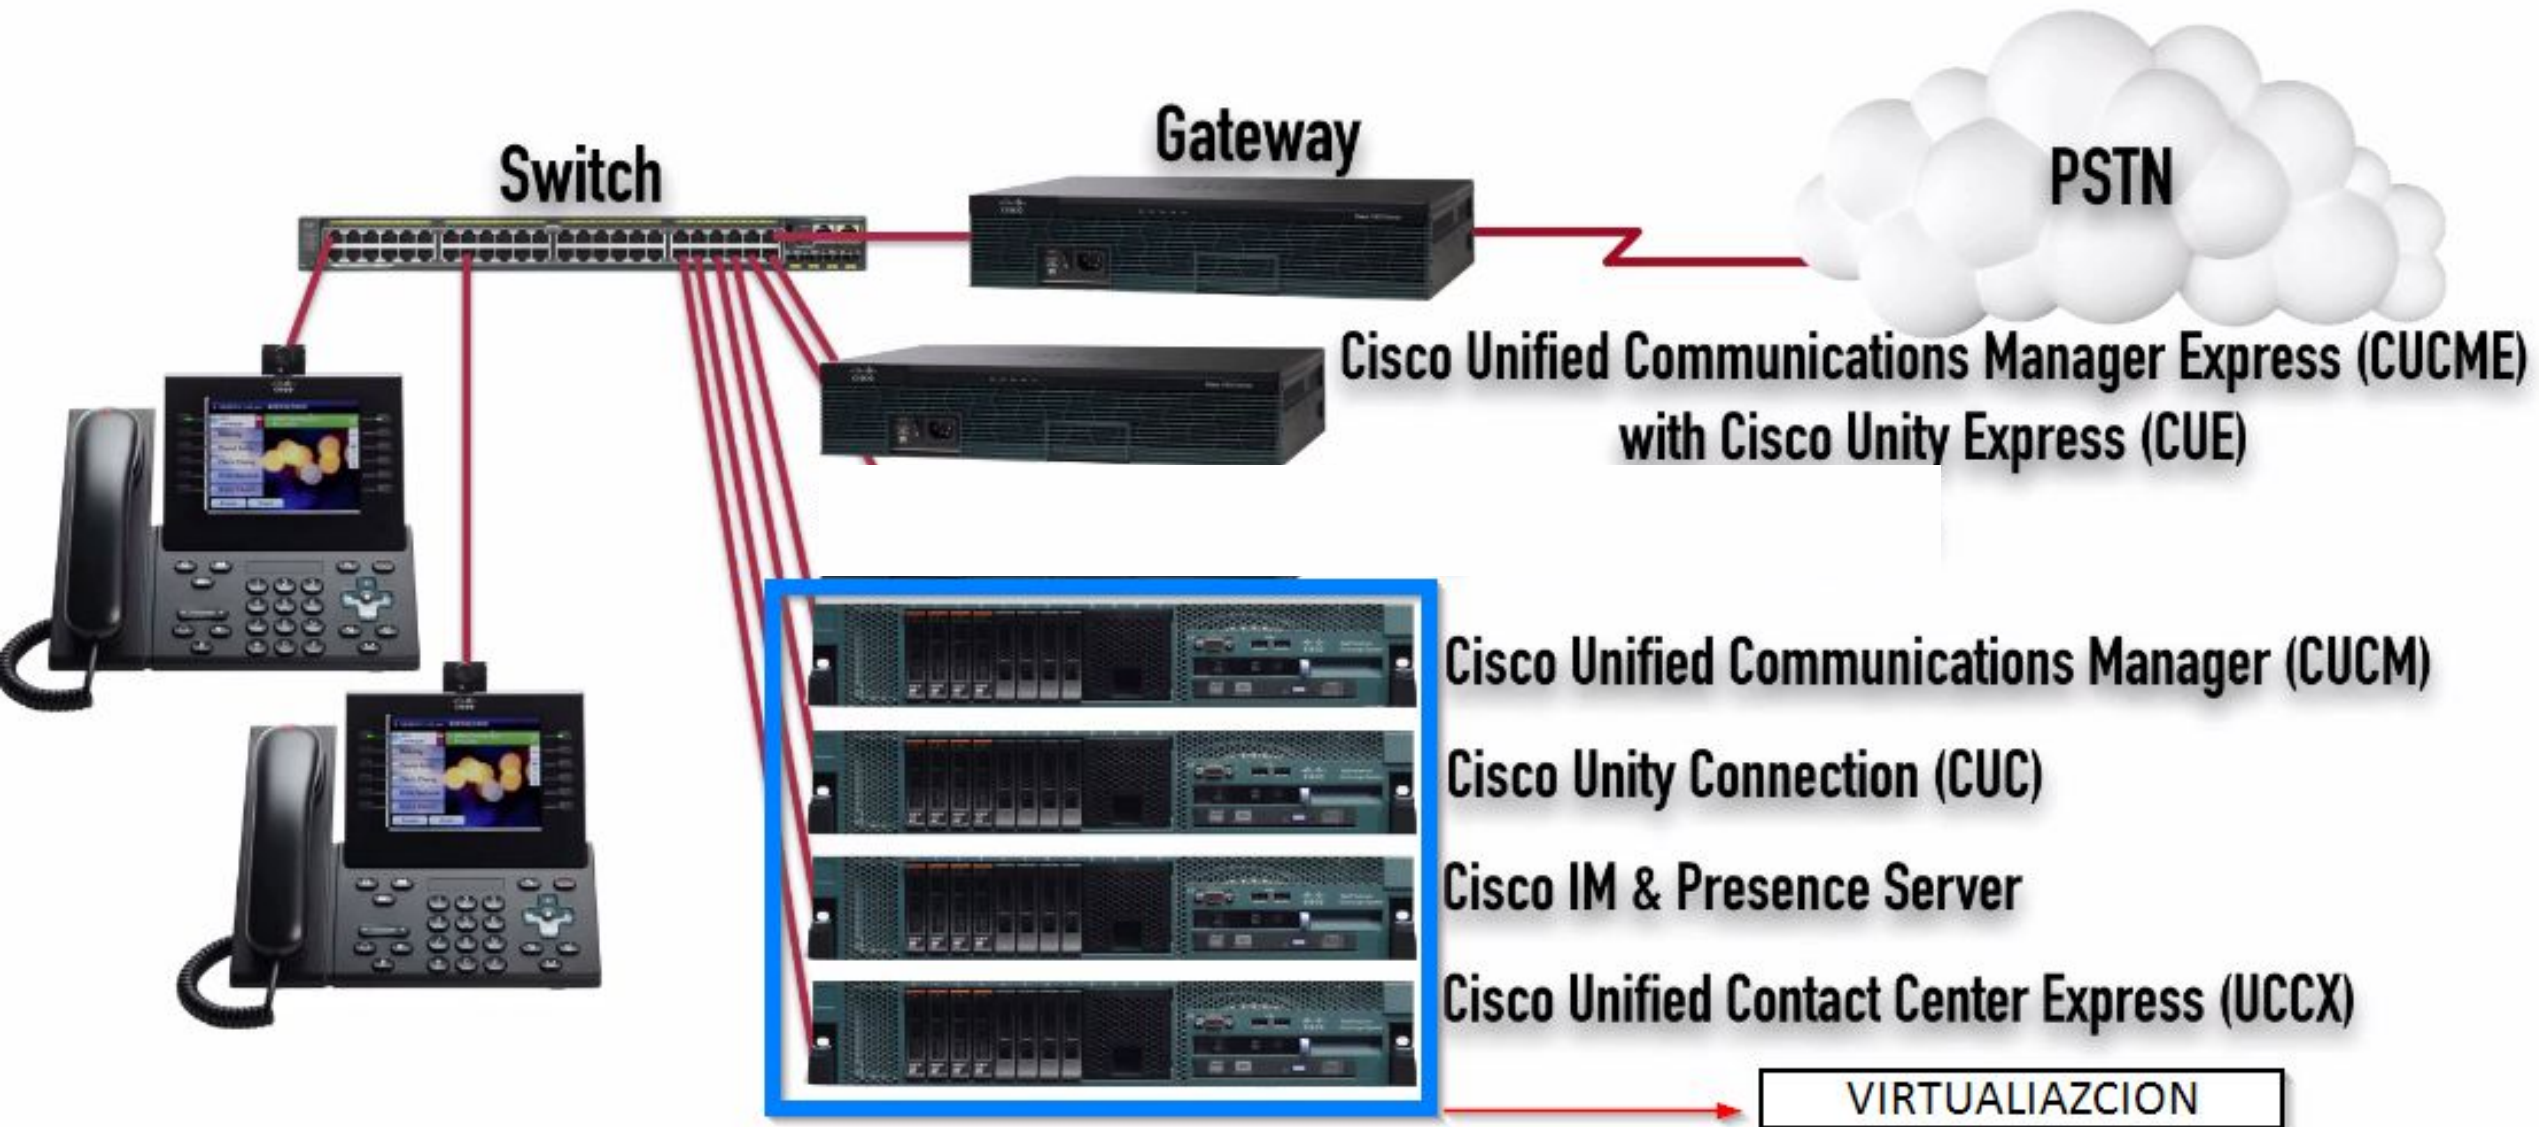 Switch
Gateway
PSTN
Cisco Unified Communications Manager Express (CUCME)
with Cisco Unity Express (CUE)
Cisco Unified Communications Manager (CUCM)
Cisco Unity Connection (CUC)
Cisco IM & Presence Server
Cisco Unified Contact Center Express (UCCX)
VIRTUALIAZCION